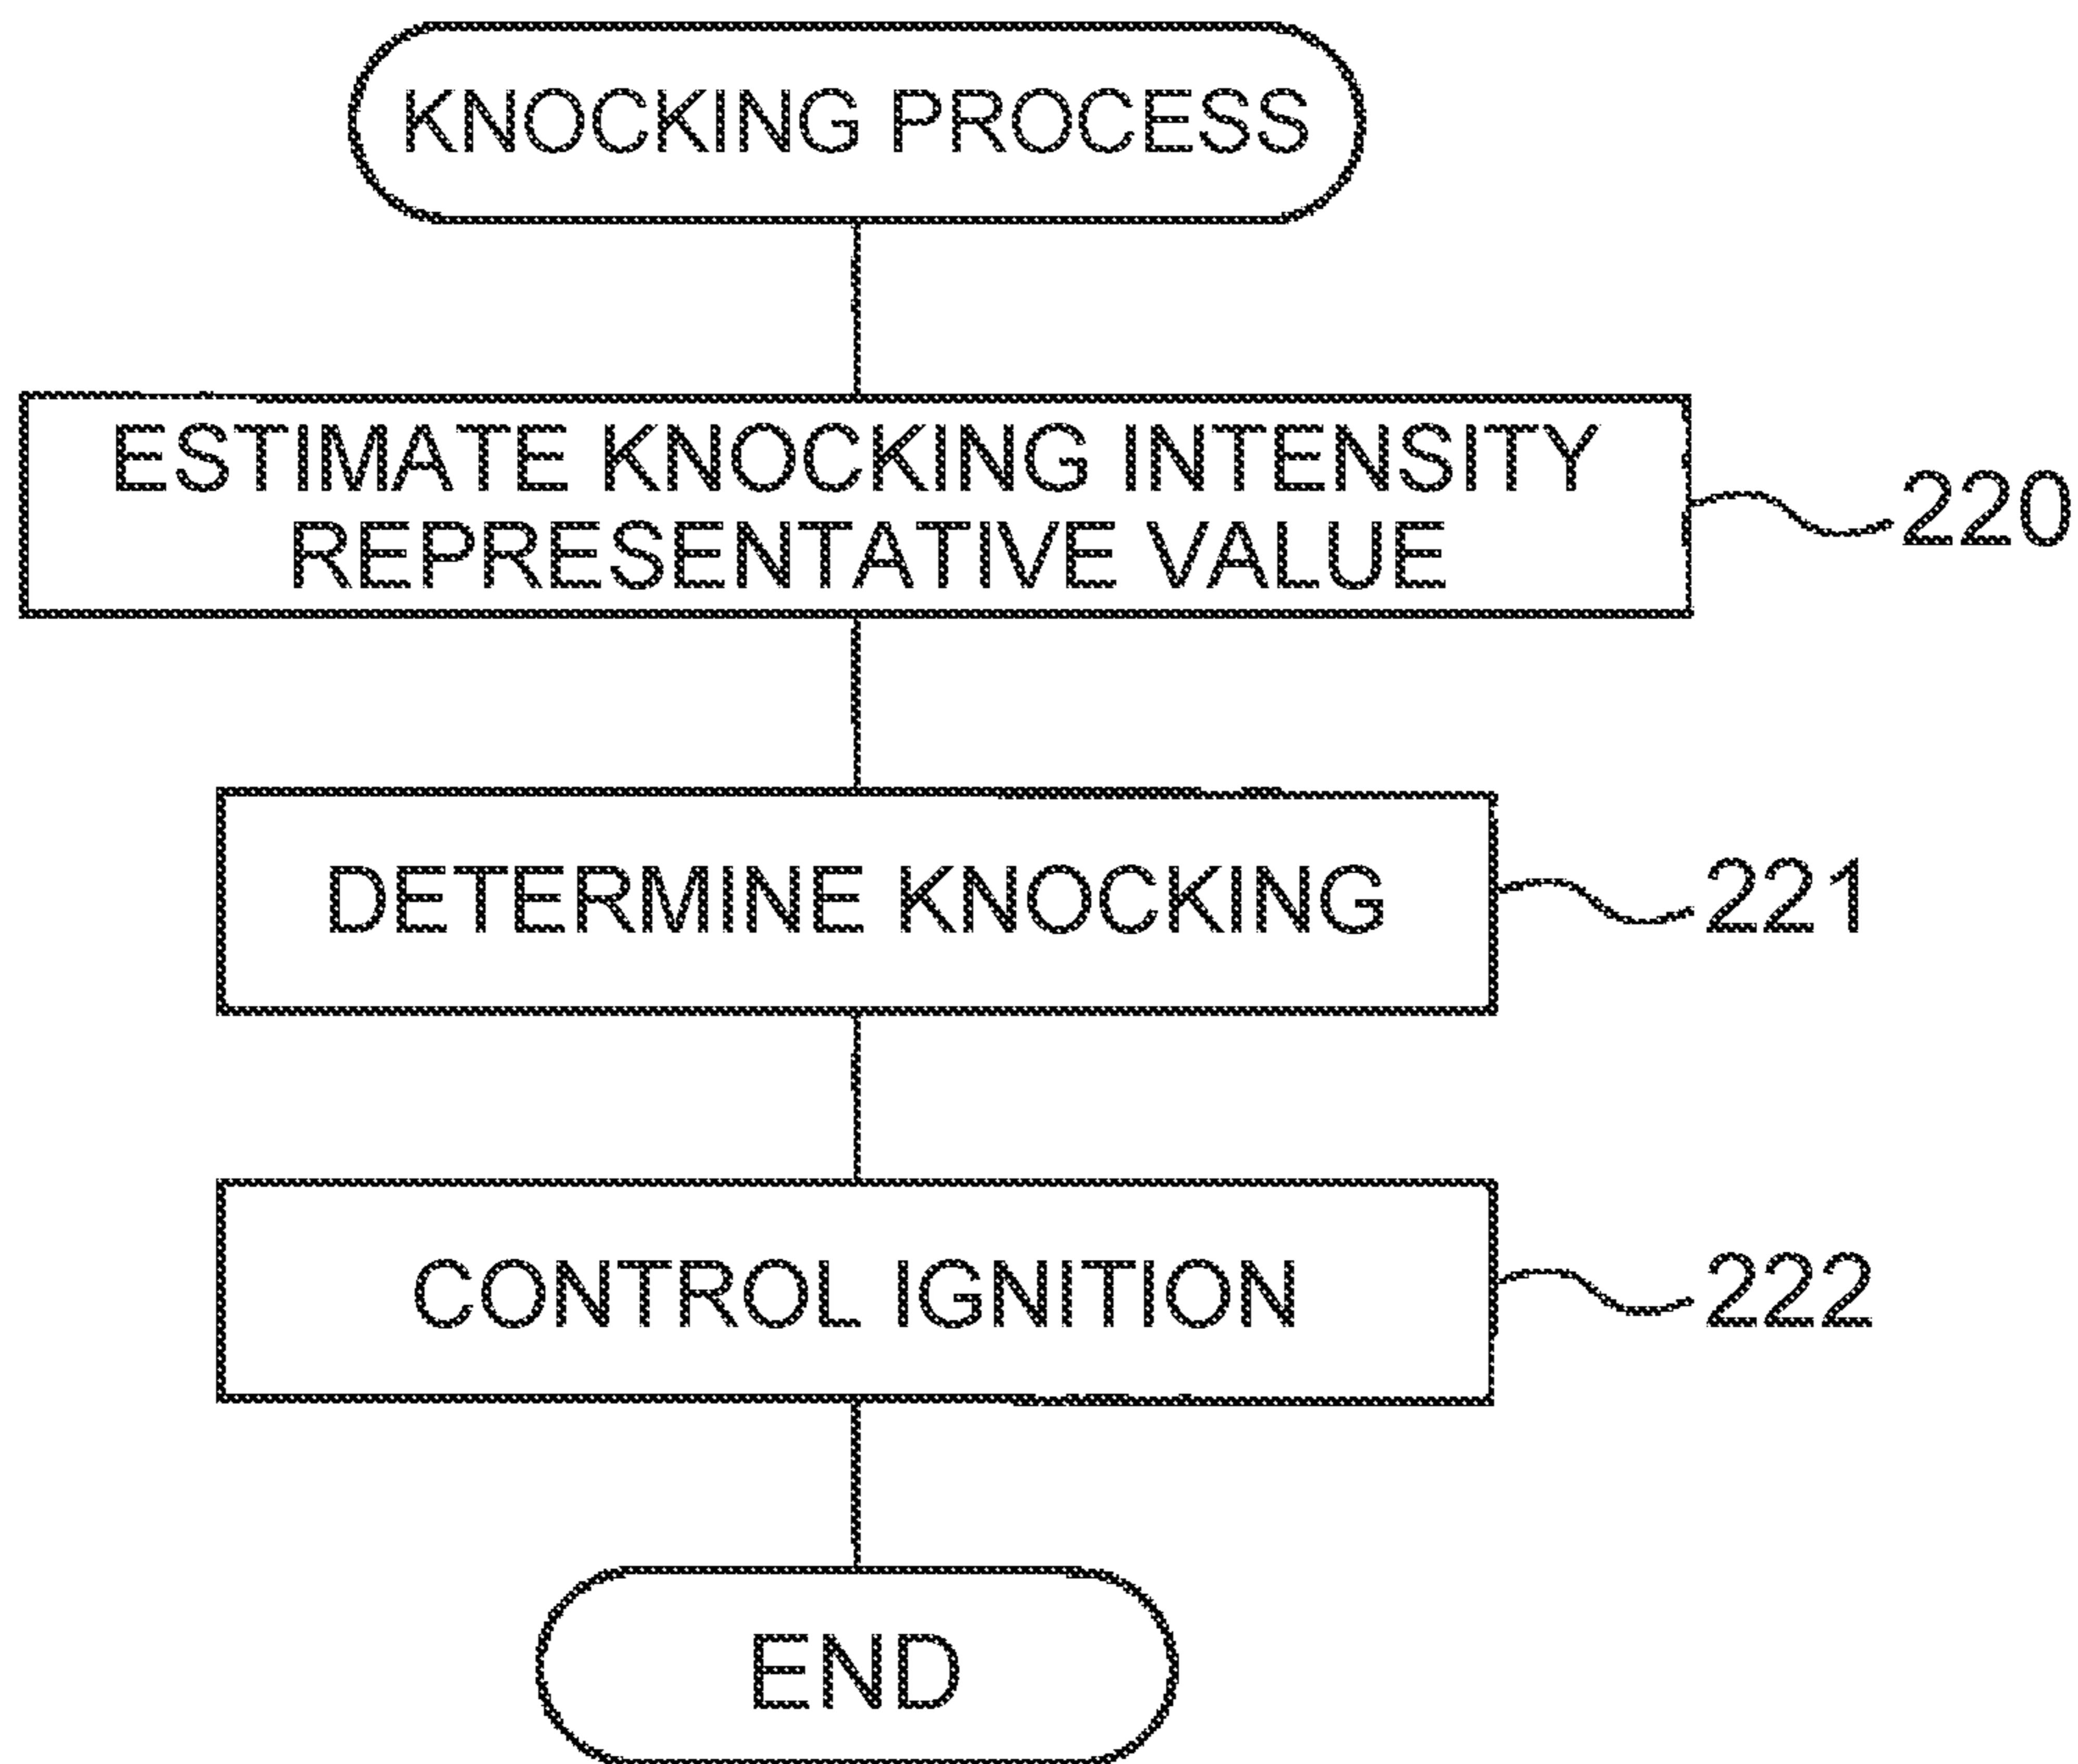 KNOCKING PROCESS
ESTIMATE KNOCKING INTENSITY
REPRESENTATIVE VALUE
220
DETERMINE KNOCKING
221
CONTROL IGNITION
222
END